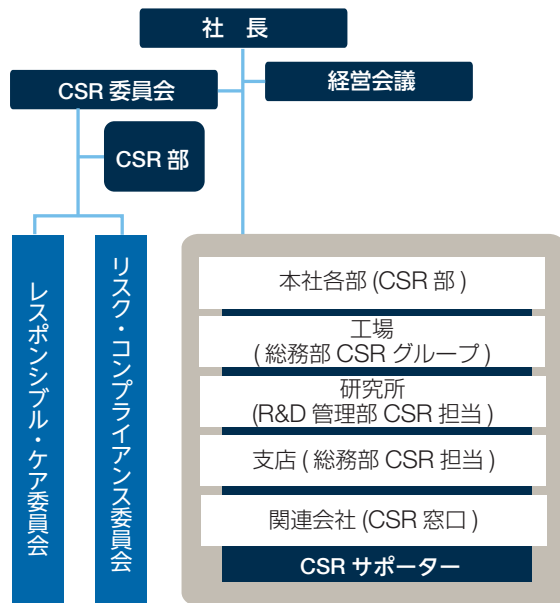 社　長
経営会議
CSR 委員会
CSR 部
レスポンシブル・ケア委員会
リスク・コンプライアンス委員会
本社各部 (CSR 部 )
工場
( 総務部 CSR グループ )
研究所
(R&D 管理部 CSR 担当 )
支店 ( 総務部 CSR 担当 )
関連会社 (CSR 窓口 )
CSR サポーター